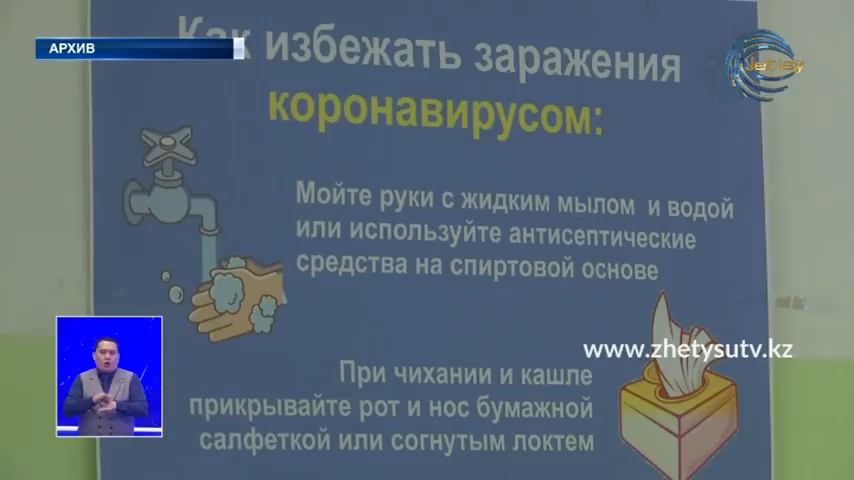 АРХИВ
Как избежать заражения
коронавирусом:
Jetisy
Мойте руки с жидким мылом и водой
или используйте антисептические
средства на спиртовой основе
www.zhetysutv.kz
При чихании и кашле
прикрывайте рот и нос бумажной
салфеткой или согнутым локтем